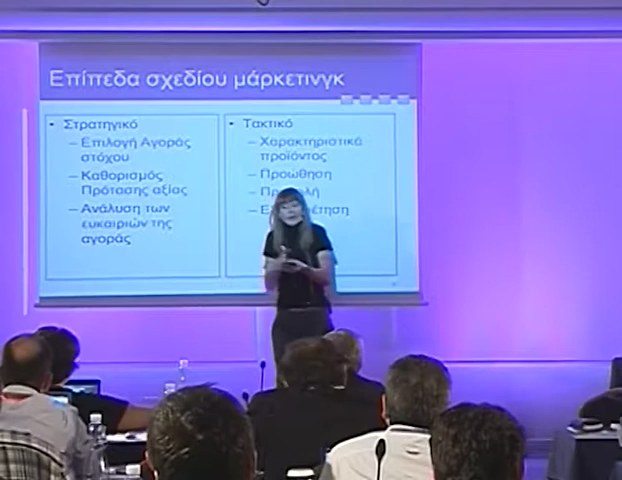 Επίπεδα σχεδίου μάρκετινγκ
• Στρατηγικό
– Επιλογή Αγοράς
στόχου
– Καθορισμός
Πρότασης αξίας
– Ανάλυση των
ευκαιριών της
αγοράς
• Τακτικό
– Χαρακτηριστικά
προϊόντος
– Προώθηση